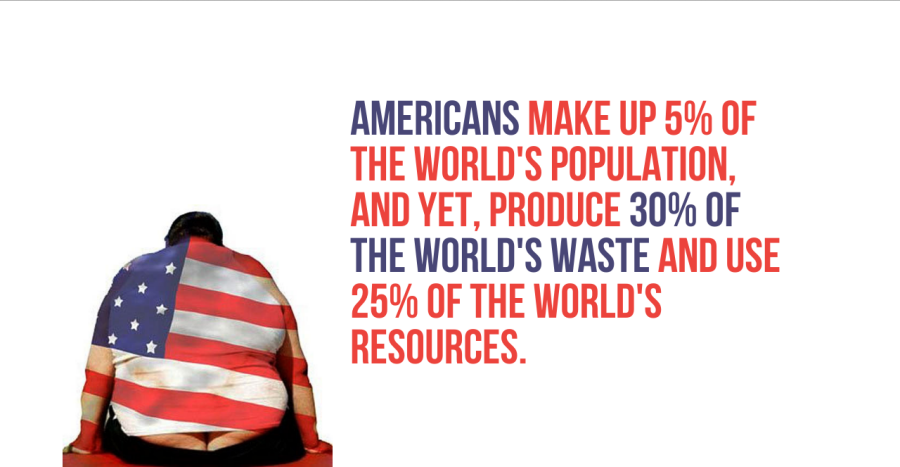 AMERICANS MAKE UP 5% OF
THE WORLD'S POPULATION,
AND YET, PRODUCE 30% OF
THE WORLD'S WASTE AND USE
25% OF THE WORLD'S
RESOURCES.